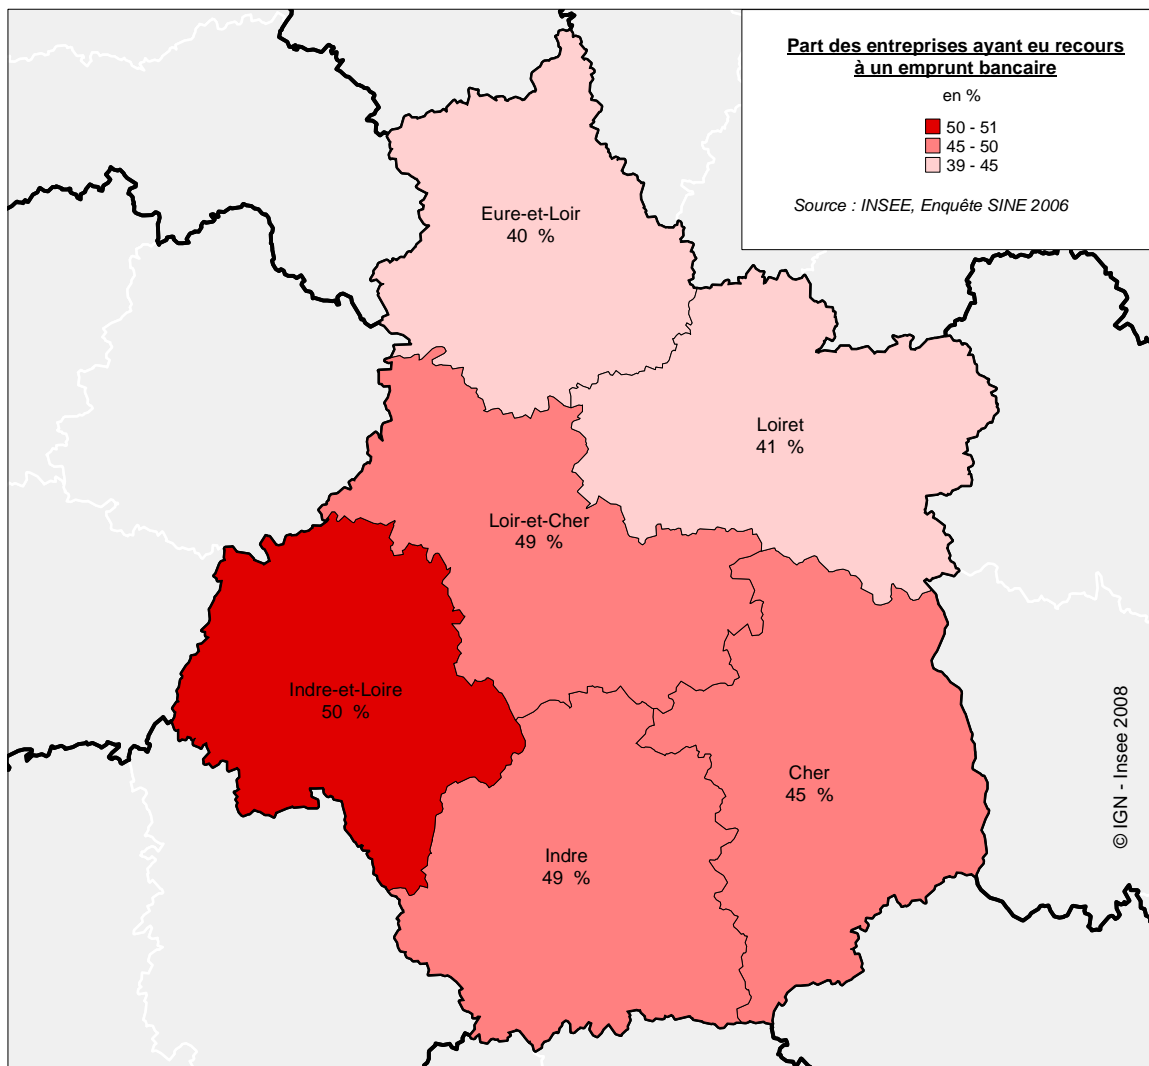 Part des entreprises ayant eu recours
à un emprunt bancaire
en %
50 - 51
45 - 50
39 - 45
Source : INSEE, Enquête SINE 2006
Eure-et-Loir
40 %
Loiret
41 %
Loir-et-Cher
49 %
Indre-et-Loire
50 %
Cher
45 %
Indre
49 %
© IGN - Insee 2008